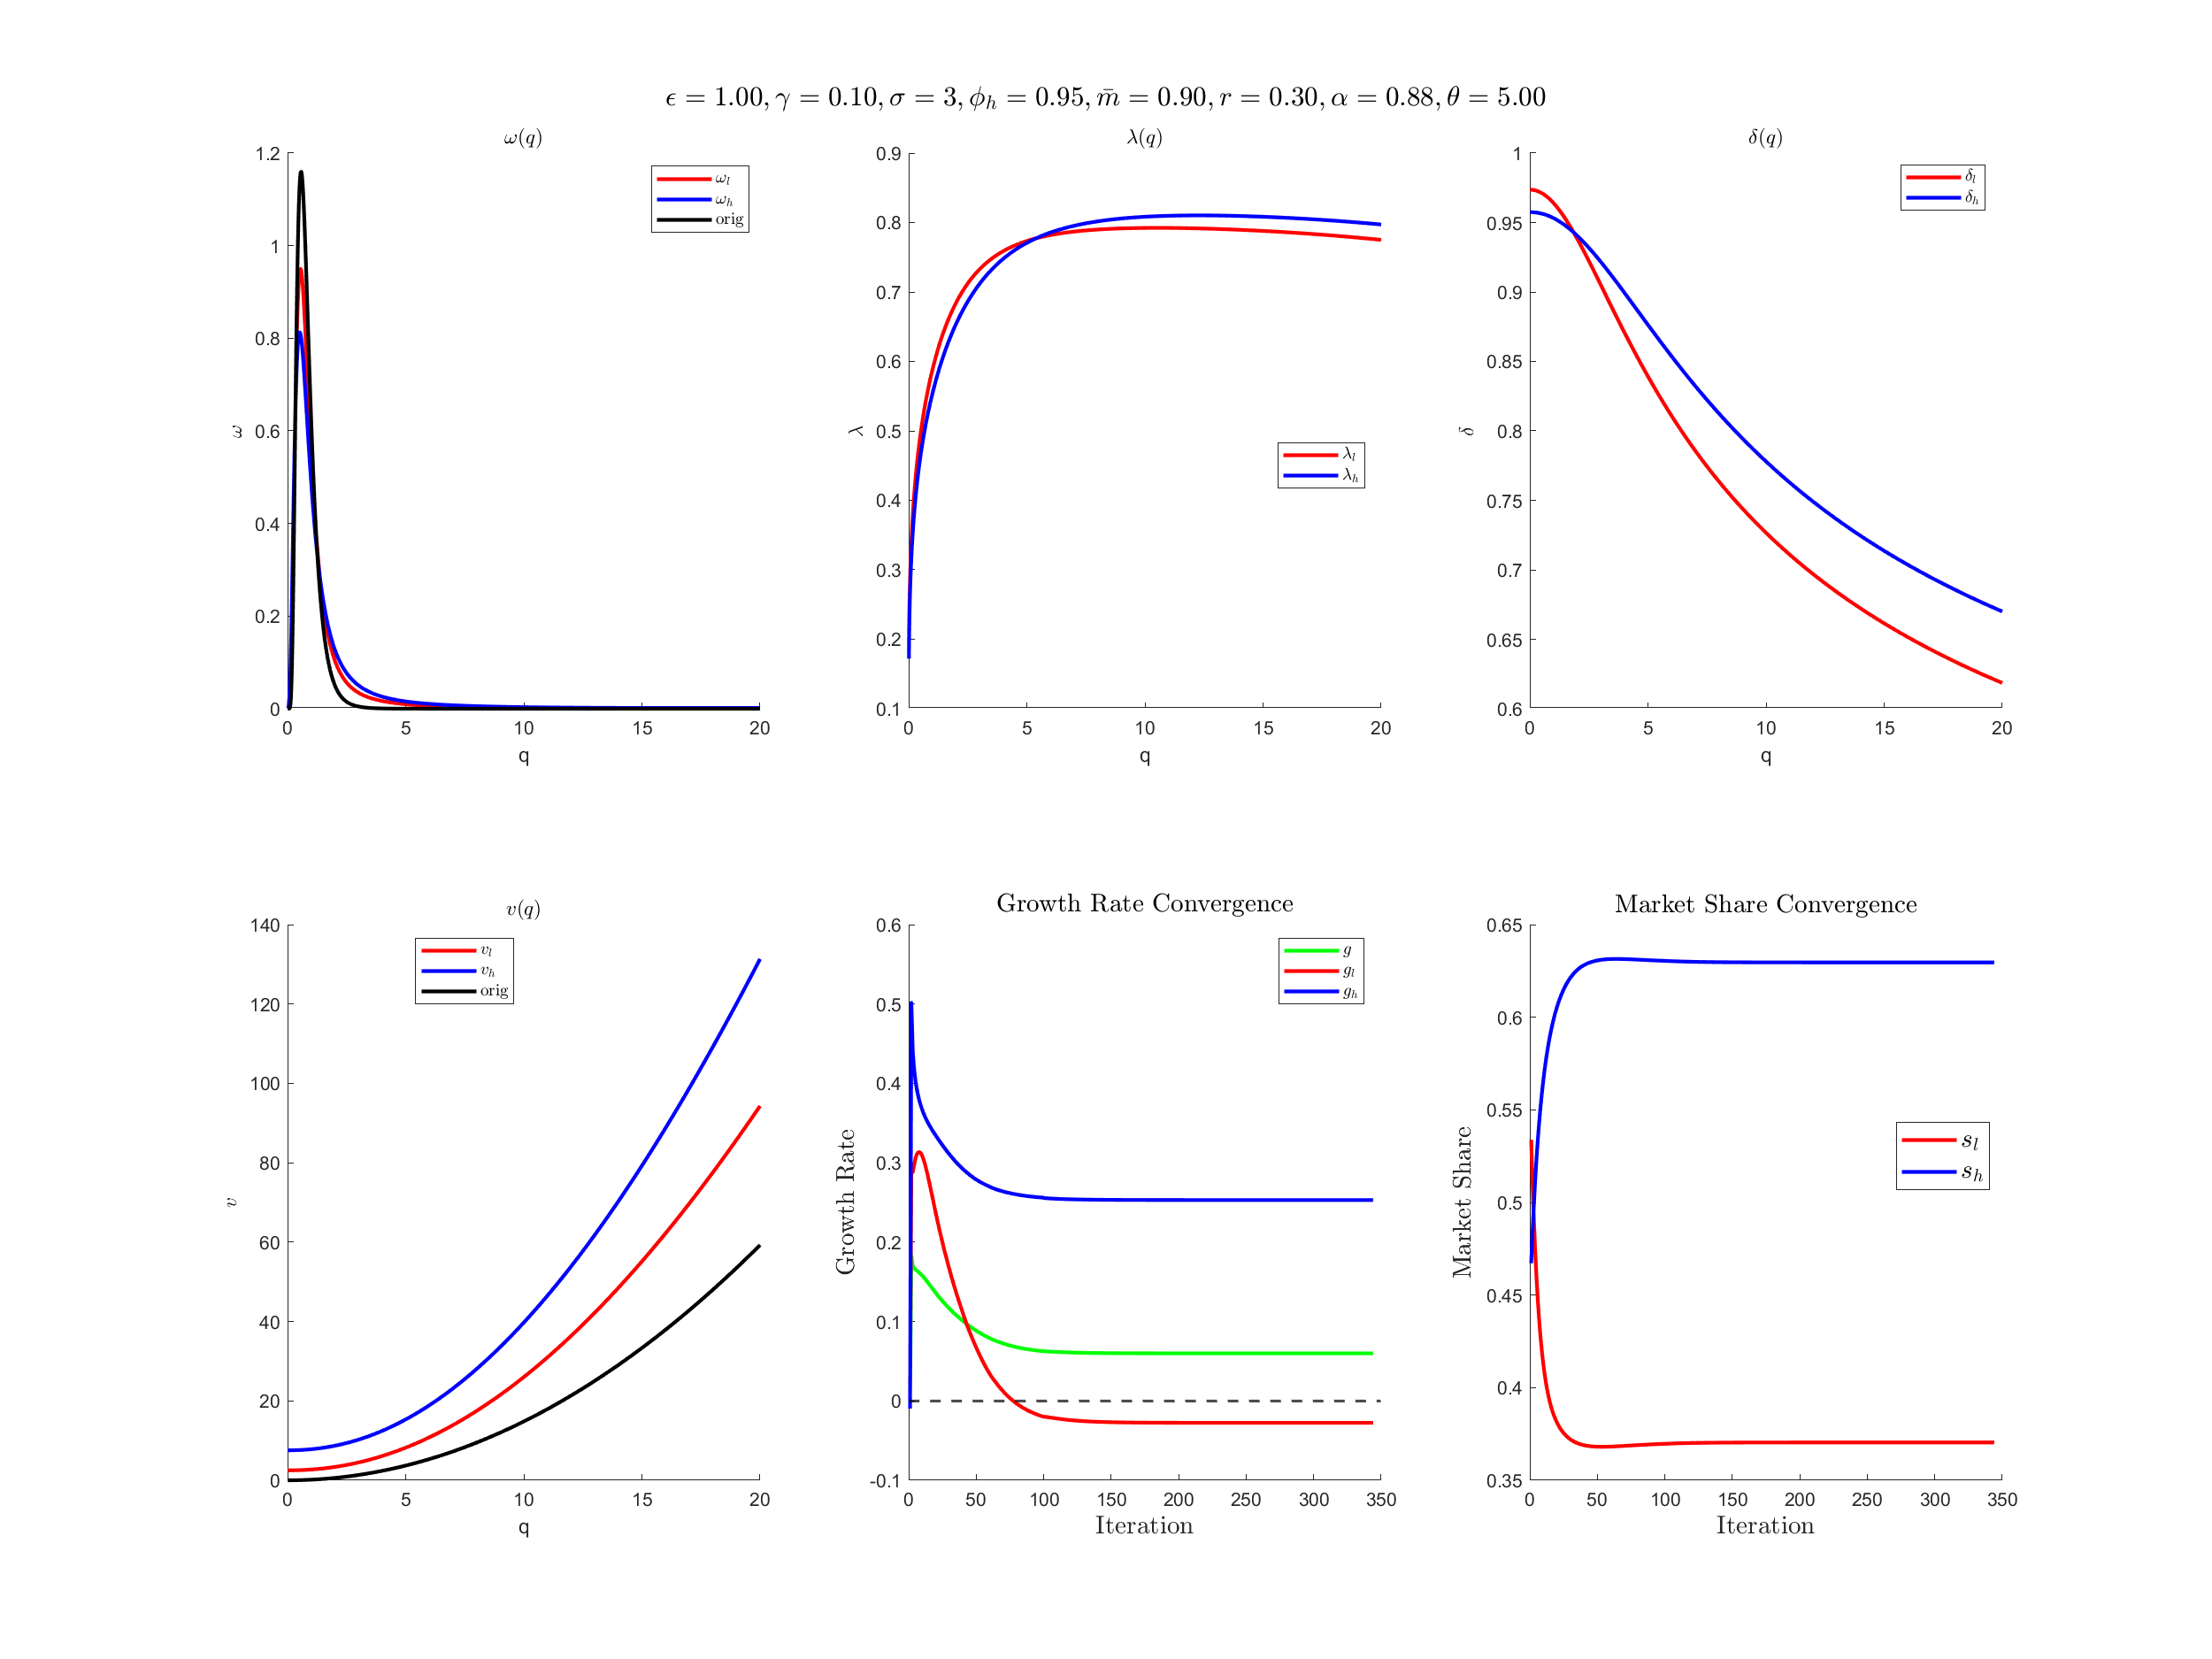 ϵ = 1.00, γ = 0.10, σ = 3, ϕ_h = 0.95, m̄ = 0.90, r = 0.30, α = 0.88, θ = 5.00
ω(q)
1.2
1
0.8
0.6
0.4
0.2
0
ω
0 5 10 15 20
q
ω_l
ω_h
orig
λ(q)
0.9
0.8
0.7
0.6
0.5
0.4
0.3
0.2
0.1
λ
0 5 10 15 20
q
λ_l
λ_h
δ(q)
1
0.95
0.9
0.85
0.8
0.75
0.7
0.65
0.6
δ
0 5 10 15 20
q
δ_l
δ_h
v(q)
140
120
100
80
60
40
20
0
v
0 5 10 15 20
q
v_l
v_h
orig
Growth Rate Convergence
0.6
0.5
0.4
0.3
0.2
0.1
0
-0.1
Growth Rate
0 50 100 150 200 250 300 350
Iteration
g
g_l
g_h
Market Share Convergence
0.65
0.6
0.55
0.5
0.45
0.4
0.35
Market Share
0 50 100 150 200 250 300 350
Iteration
s_l
s_h